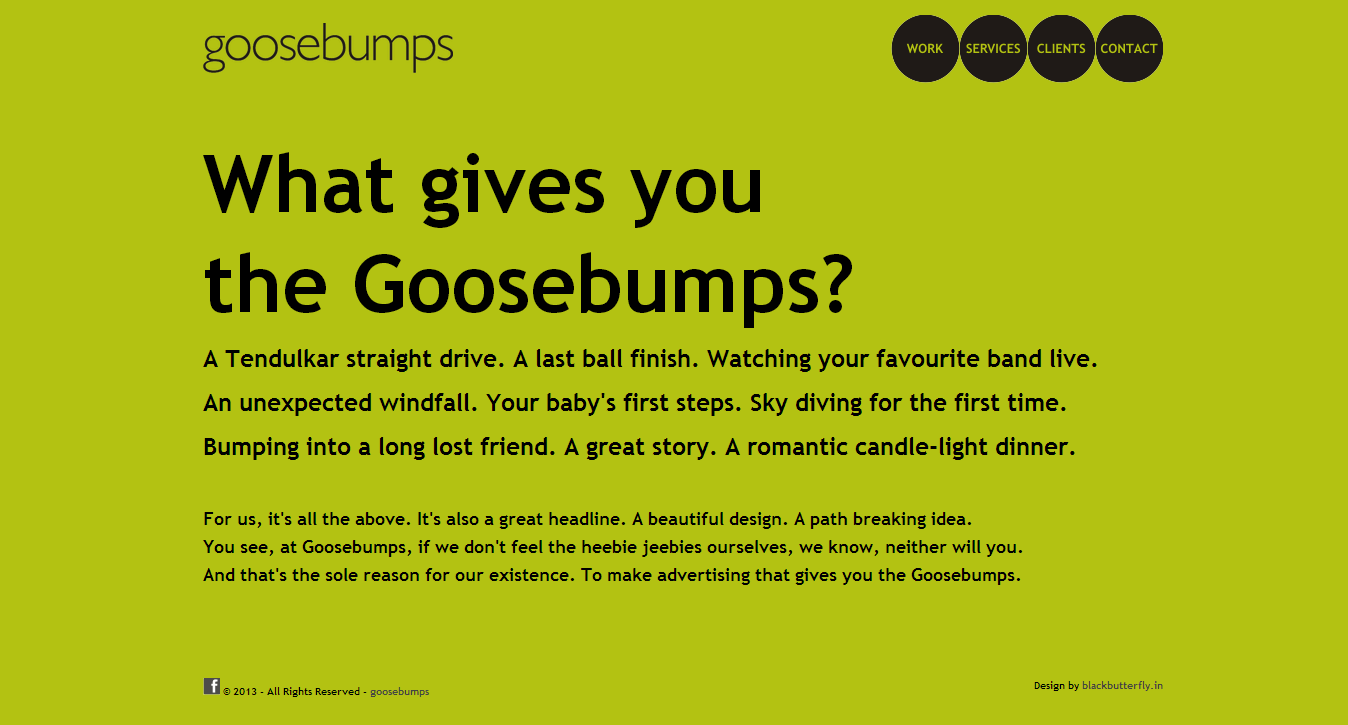 goosebumps
WORK SERVICES CLIENTS CONTACT
What gives you
the Goosebumps?
A Tendulkar straight drive. A last ball finish. Watching your favourite band live.
An unexpected windfall. Your baby's first steps. Sky diving for the first time.
Bumping into a long lost friend. A great story. A romantic candle-light dinner.
For us, it's all the above. It's also a great headline. A beautiful design. A path breaking idea.
You see, at Goosebumps, if we don't feel the heebie jeebies ourselves, we know, neither will you.
And that's the sole reason for our existence. To make advertising that gives you the Goosebumps.
f © 2013 - All Rights Reserved - goosebumps
Design by blackbutterfly.in